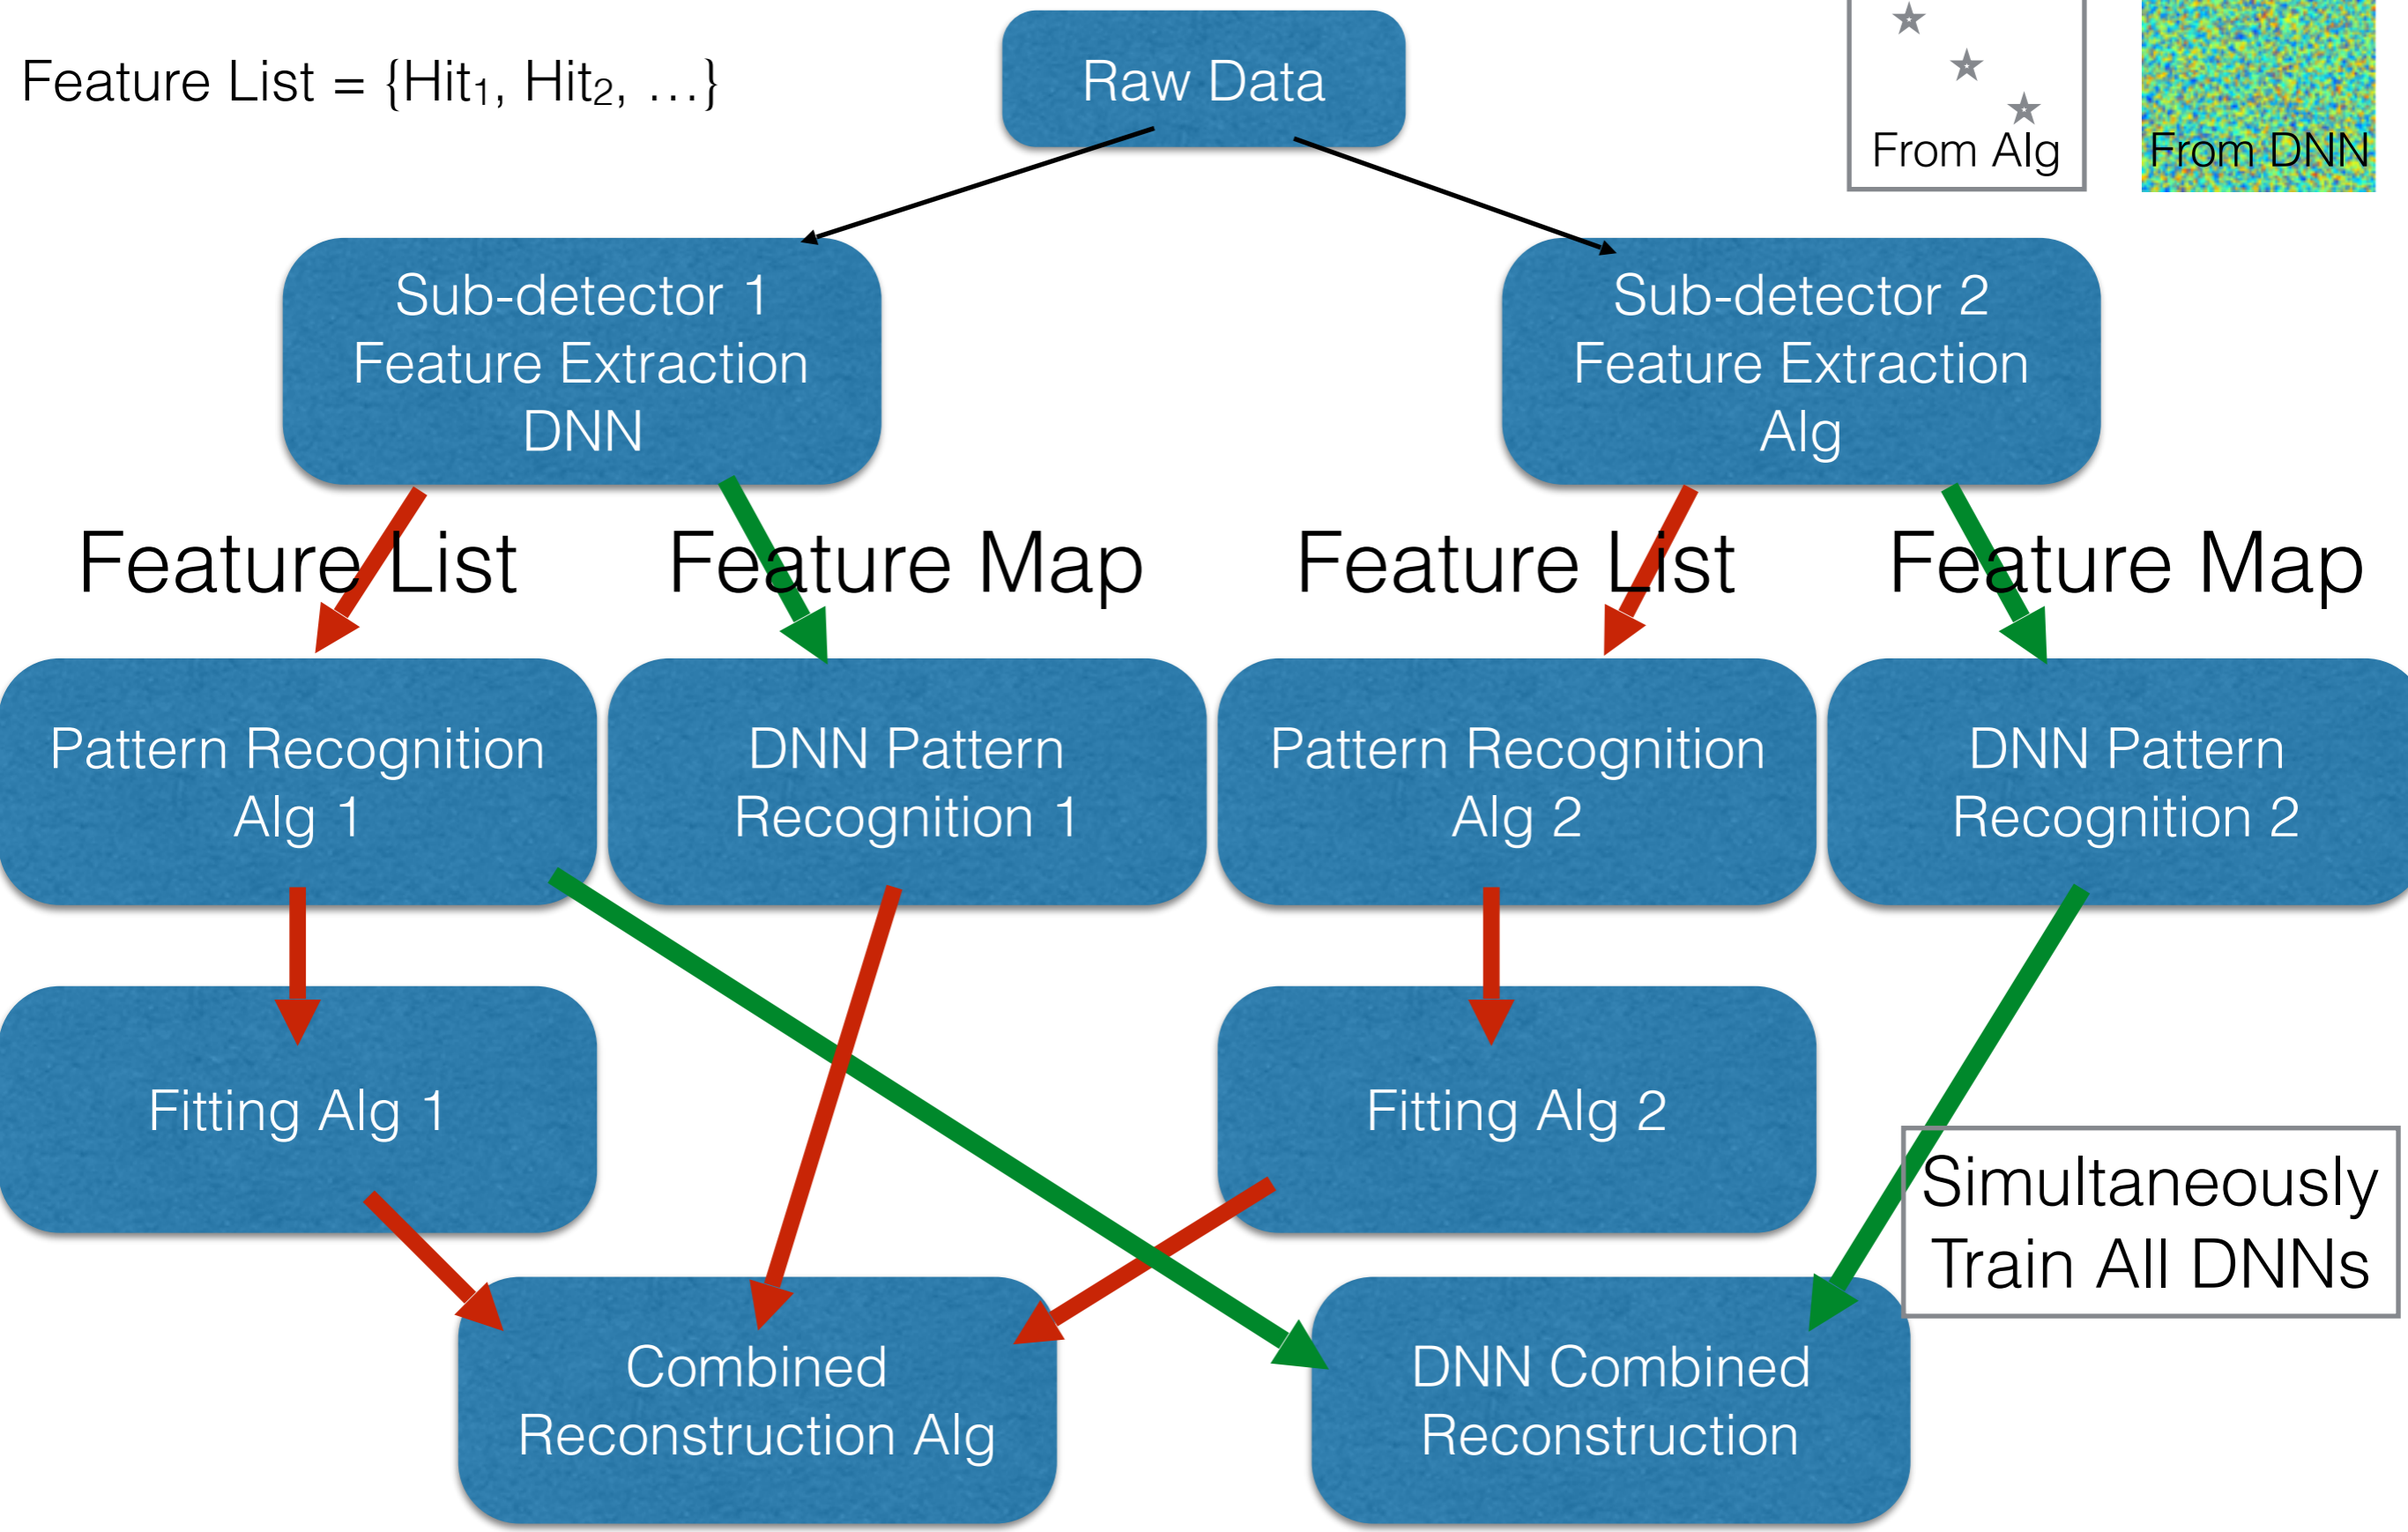 Feature List = {Hit₁, Hit₂, …}
Raw Data
From Alg
From DNN
Sub-detector 1
Feature Extraction
DNN
Sub-detector 2
Feature Extraction
Alg
Feature List
Feature Map
Feature List
Feature Map
Pattern Recognition
Alg 1
DNN Pattern
Recognition 1
Pattern Recognition
Alg 2
DNN Pattern
Recognition 2
Fitting Alg 1
Fitting Alg 2
Simultaneously
Train All DNNs
Combined
Reconstruction Alg
DNN Combined
Reconstruction